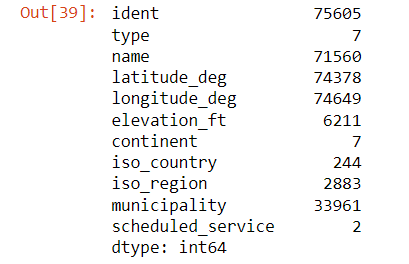 Out[39]: ident 75605
type 7
name 71560
latitude_deg 74378
longitude_deg 74649
elevation_ft 6211
continent 7
iso_country 244
iso_region 2883
municipality 33961
scheduled_service 2
dtype: int64